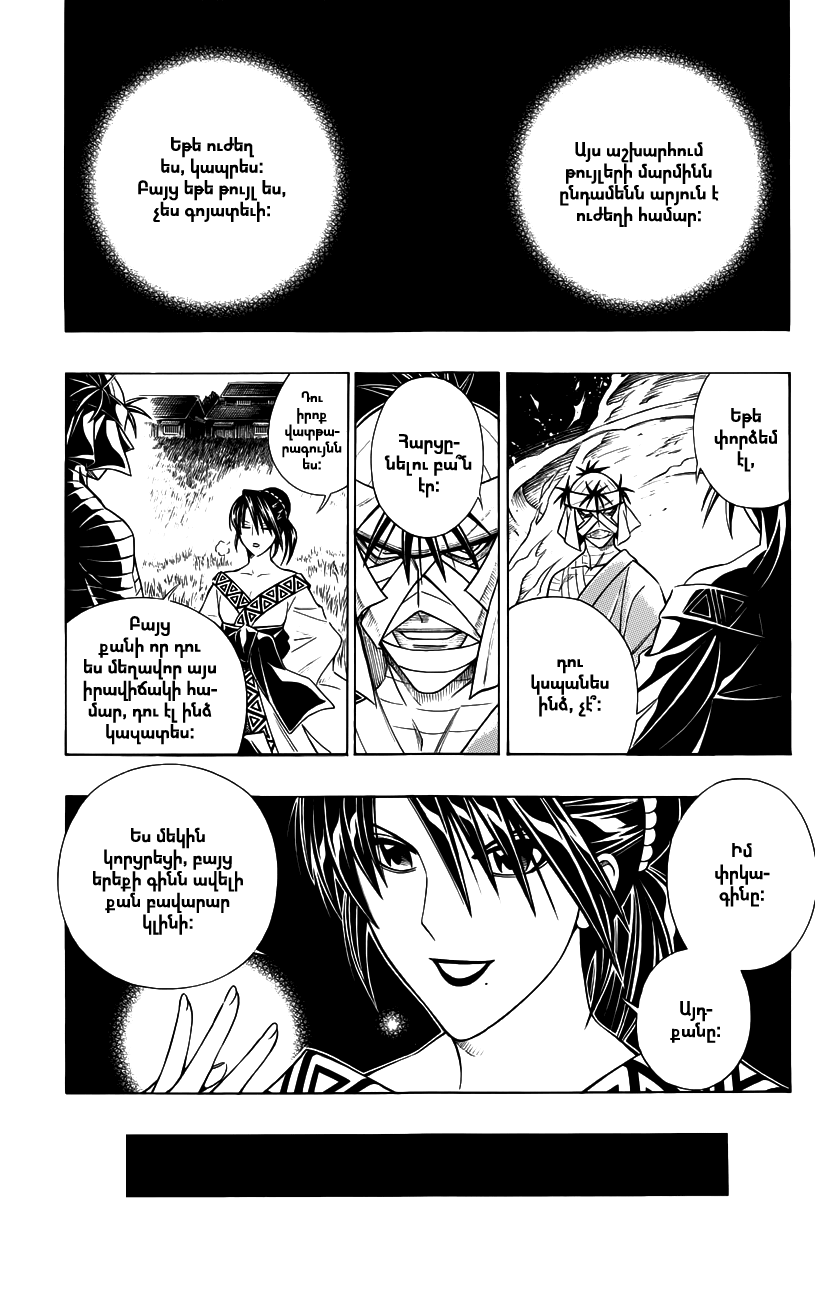 Այս աշխարհում
թույլերի մարմինն
ընդամենն արյուն է
ուժեղի համար:
Եթե ուժեղ
ես, կապրես:
Բայց եթե թույլ ես,
չես գոյատեւի:
Եթե
փորձեմ
էլ,
դու
կսպանես
ինձ, չէ՞:
Հարցը-
նելու բա՞ն
էր:
Դու
իրոք
վատթա-
րագույնն
ես:
Բայց
քանի որ դու
ես մեղավոր այս
իրավիճակի հա-
մար, դու էլ ինձ
կազատես:
Իմ
փրկա-
գինը:
Այդ-
քանը:
Ես մեկին
կորցրեցի, բայց
երեքի գինն ավելի
քան բավարար
կլինի: